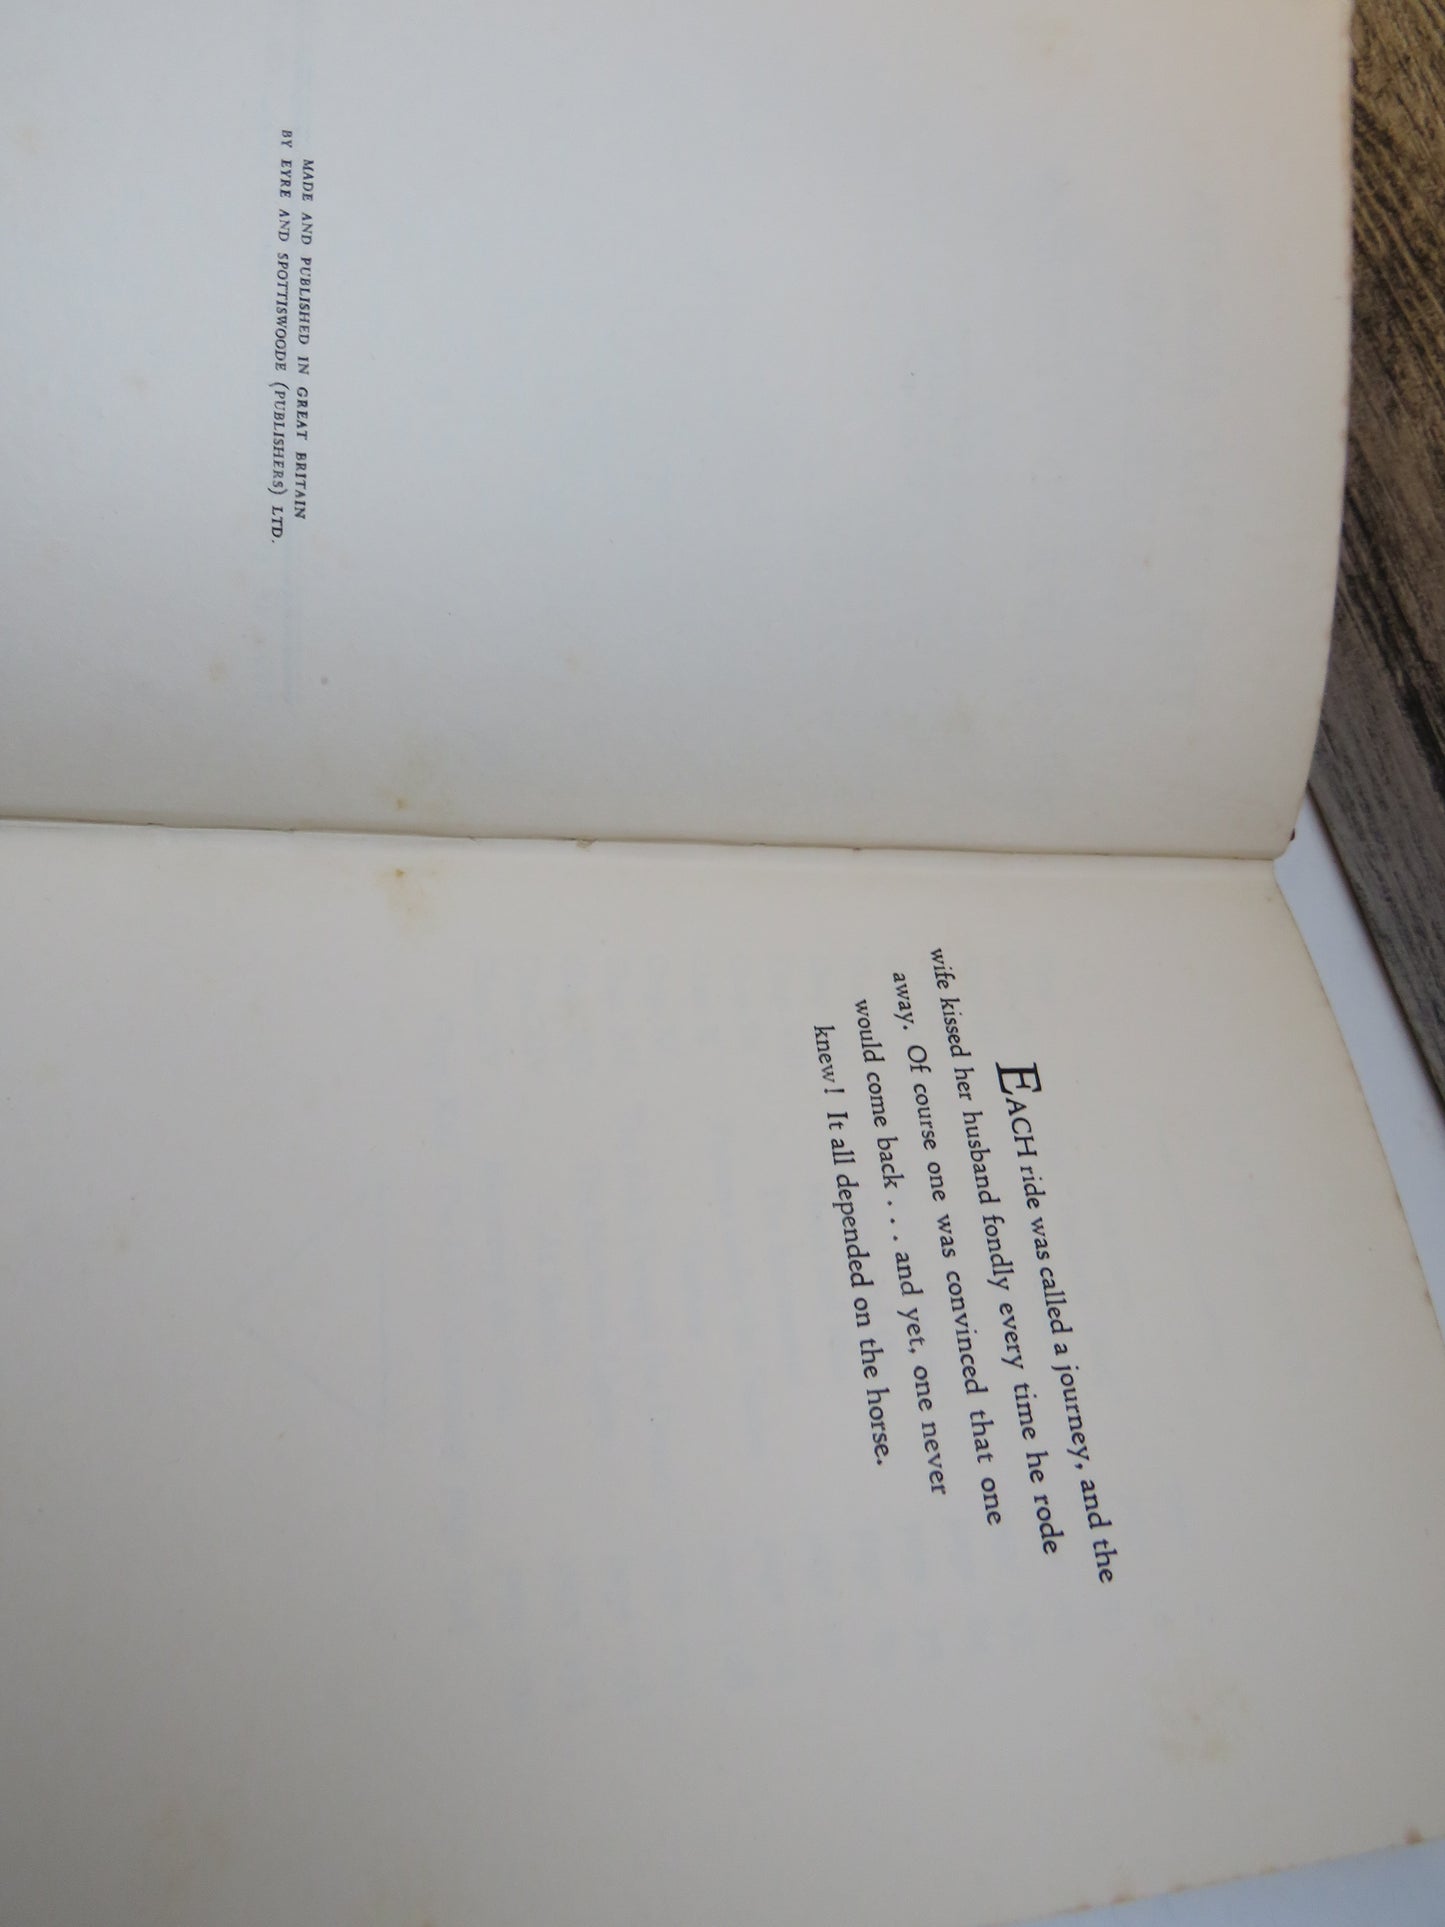 MADE AND PUBLISHED IN GREAT BRITAIN
BY EYRE AND SPOTTISWOODE (PUBLISHERS) LTD.
EACH ride was called a journey, and the
wife kissed her husband fondly every time he rode
away. Of course one was convinced that one
would come back . . . and yet, one never
knew! It all depended on the horse.